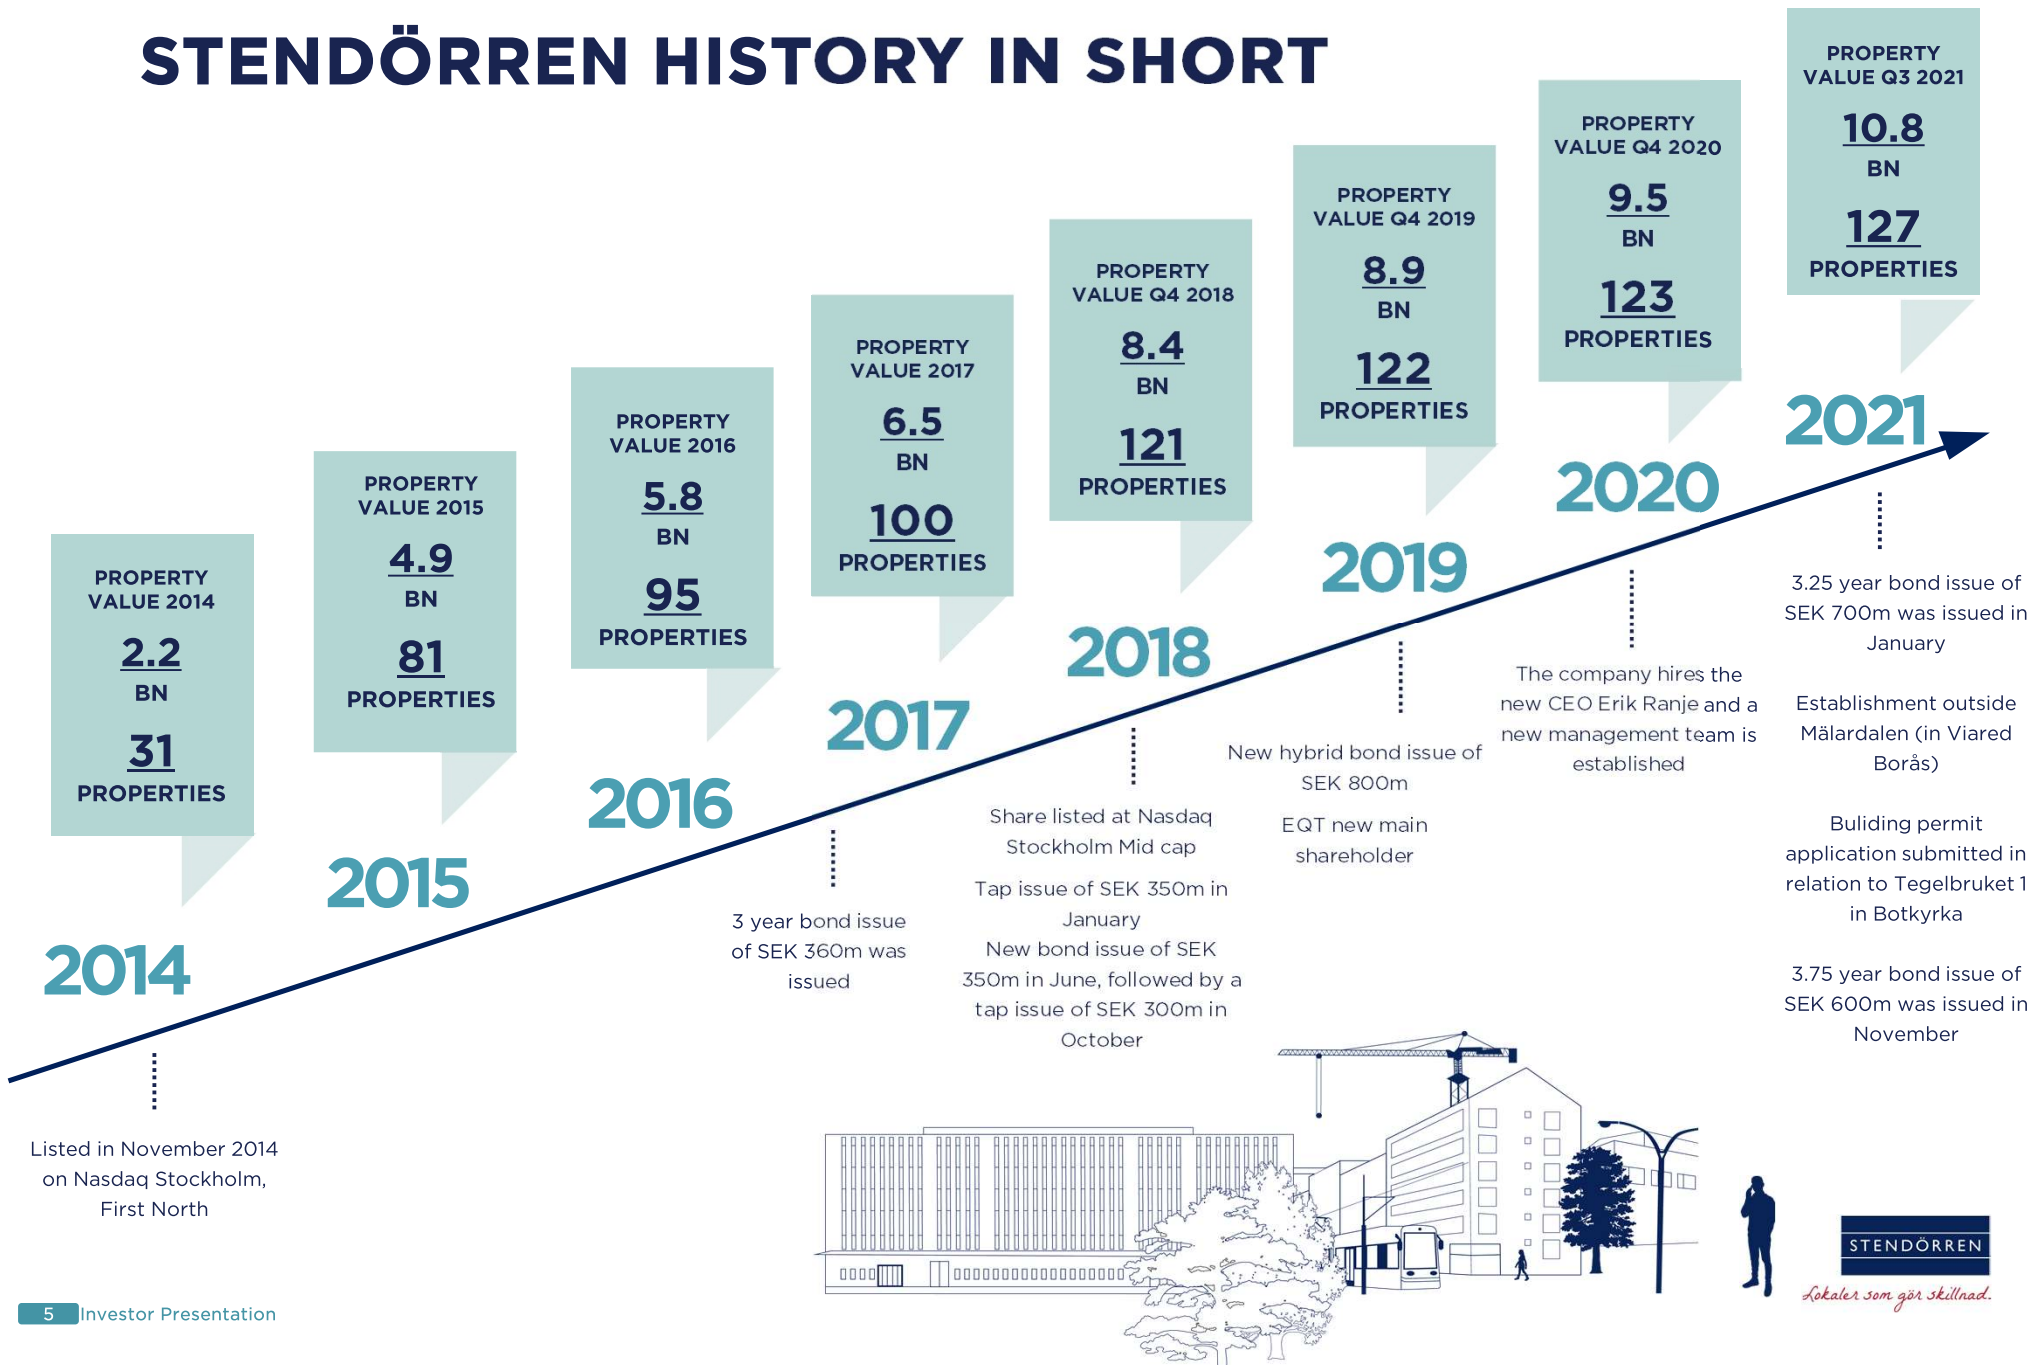 STENDÖRREN HISTORY IN SHORT
PROPERTY
VALUE 2014
2.2
BN
31
PROPERTIES
2014
Listed in November 2014
on Nasdaq Stockholm,
First North
PROPERTY
VALUE 2015
4.9
BN
81
PROPERTIES
2015
PROPERTY
VALUE 2016
5.8
BN
95
PROPERTIES
2016
PROPERTY
VALUE 2017
6.5
BN
100
PROPERTIES
2017
3 year bond issue
of SEK 360m was
issued
PROPERTY
VALUE Q4 2018
8.4
BN
121
PROPERTIES
2018
Share listed at Nasdaq
Stockholm Mid cap
Tap issue of SEK 350m in
January
New bond issue of SEK
350m in June, followed by a
tap issue of SEK 300m in
October
PROPERTY
VALUE Q4 2019
8.9
BN
122
PROPERTIES
2019
New hybrid bond issue of
SEK 800m
EQT new main
shareholder
PROPERTY
VALUE Q4 2020
9.5
BN
123
PROPERTIES
2020
The company hires the
new CEO Erik Ranje and a
new management team is
established
PROPERTY
VALUE Q3 2021
10.8
BN
127
PROPERTIES
2021
3.25 year bond issue of
SEK 700m was issued in
January
Establishment outside
Mälardalen (in Viared
Borås)
Buliding permit
application submitted in
relation to Tegelbruket 1
in Botkyrka
3.75 year bond issue of
SEK 600m was issued in
November
STENDÖRREN
Lokaler som gör skillnad.
5 Investor Presentation